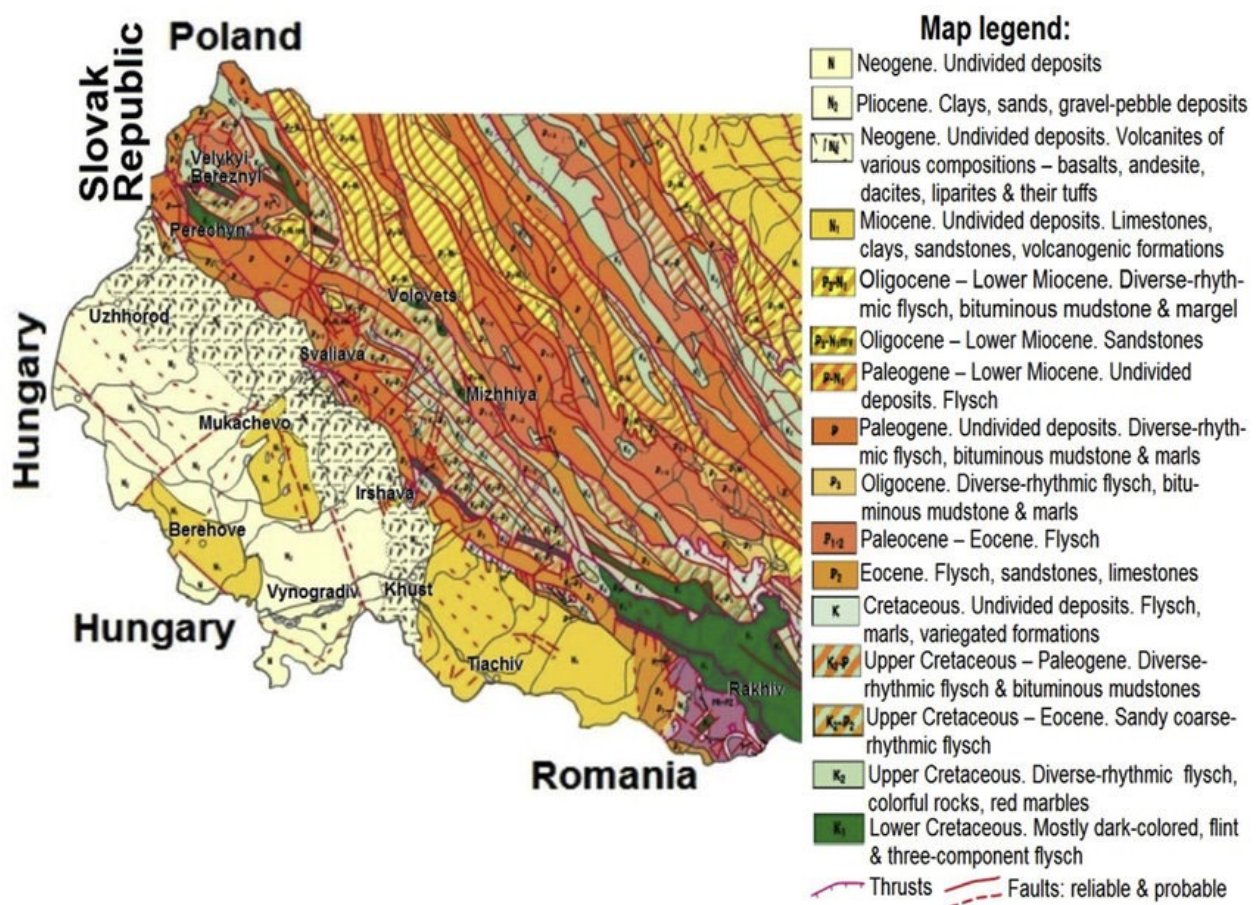 Poland
Slovak
Republic
Hungary
Hungary
Romania
Velykyi
Bereznyi
Perechyn
Uzhhorod
Volovets
Svaliava
Mizhhiya
Mukachevo
Irshava
Berehove
Vynogradiv
Khust
Tiachiv
Rakhiv
Map legend:
N Neogene. Undivided deposits
N₂ Pliocene. Clays, sands, gravel-pebble deposits
Neogene. Undivided deposits. Volcanites of
various compositions – basalts, andesite,
dacites, liparites & their tuffs
N₁ Miocene. Undivided deposits. Limestones,
clays, sandstones, volcanogenic formations
P₃-N₁ Oligocene – Lower Miocene. Diverse-rhyth-
mic flysch, bituminous mudstone & margel
P₃-N₁mv Oligocene – Lower Miocene. Sandstones
P-N₁ Paleogene – Lower Miocene. Undivided
deposits. Flysch
P Paleogene. Undivided deposits. Diverse-rhyth-
mic flysch, bituminous mudstone & marls
P₃ Oligocene. Diverse-rhythmic flysch, bitu-
minous mudstone & marls
P₁₋₂ Paleocene – Eocene. Flysch
P₂ Eocene. Flysch, sandstones, limestones
K Cretaceous. Undivided deposits. Flysch,
marls, variegated formations
K₂-P Upper Cretaceous – Paleogene. Diverse-
rhythmic flysch & bituminous mudstones
K₂-P₂ Upper Cretaceous – Eocene. Sandy coarse-
rhythmic flysch
K₂ Upper Cretaceous. Diverse-rhythmic flysch,
colorful rocks, red marbles
K₁ Lower Cretaceous. Mostly dark-colored, flint
& three-component flysch
Thrusts Faults: reliable & probable